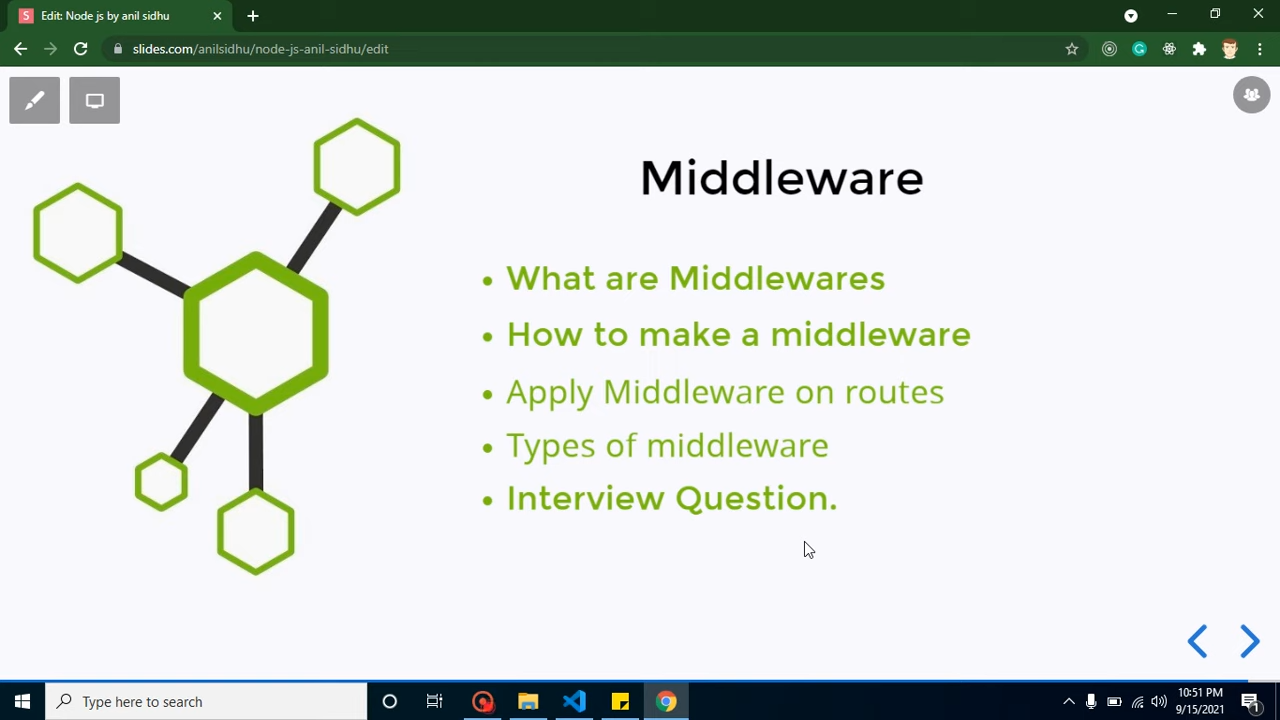 Edit: Node js by anil sidhu
slides.com/anilsidhu/node-js-anil-sidhu/edit
Middleware
• What are Middlewares
• How to make a middleware
• Apply Middleware on routes
• Types of middleware
• Interview Question.
Type here to search
10:51 PM
9/15/2021
1